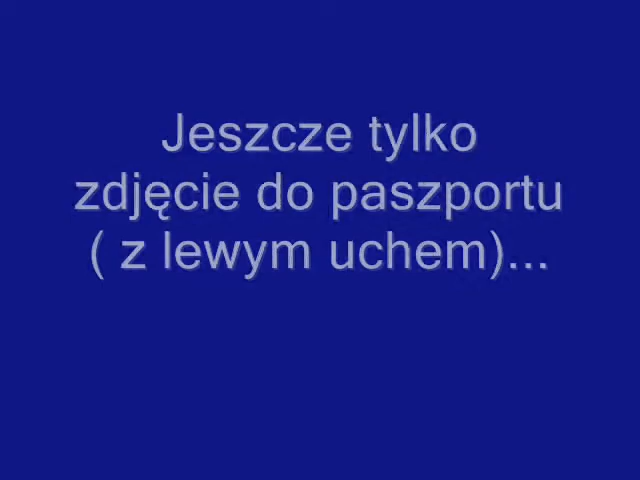 Jeszcze tylko
zdjęcie do paszportu
( z lewym uchem)...